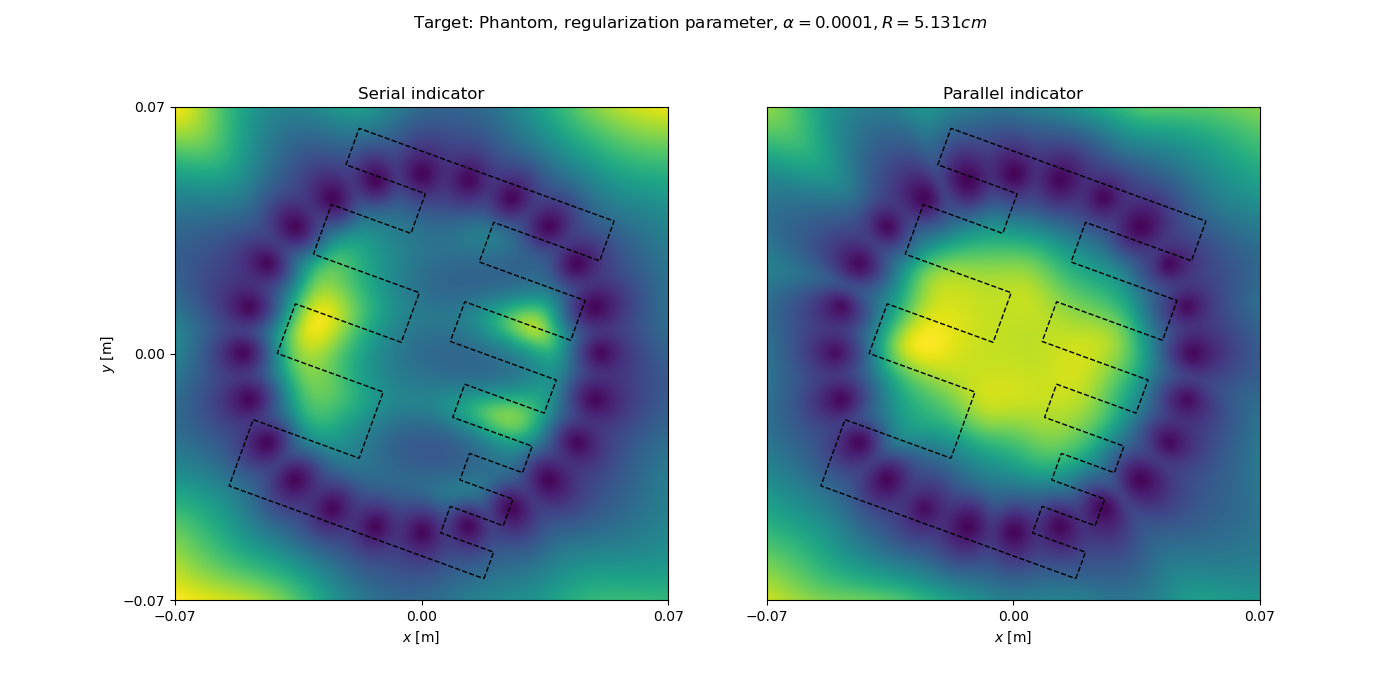 Target: Phantom, regularization parameter, α = 0.0001, R = 5.131cm
Serial indicator
Parallel indicator
0.07
0.00
−0.07
y [m]
−0.07
0.00
0.07
x [m]
−0.07
0.00
0.07
x [m]